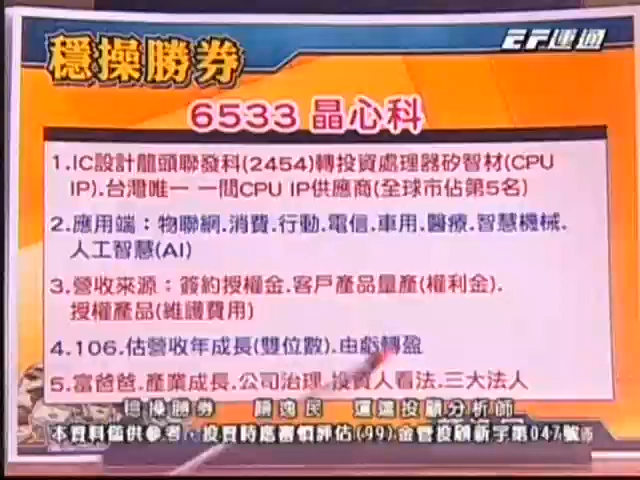 穩操勝券
EF運通
6533 晶心科
1.IC設計龍頭聯發科(2454)轉投資處理器矽智材(CPU
IP).台灣唯一 一間CPU IP供應商(全球市佔第5名)
2.應用端：物聯網.消費.行動.電信.車用.醫療.智慧機械.
人工智慧(AI)
3.營收來源：簽約授權金.客戶產品量產(權利金).
授權產品(維護費用)
4.106.估營收年成長(雙位數).由虧轉盈
5.富爸爸.產業成長.公司治理.投資人看法.三大法人
穩操勝券 運通投顧分析師
本資料僅供參考，投資時應審慎評估(99)金管投顧新字第047號